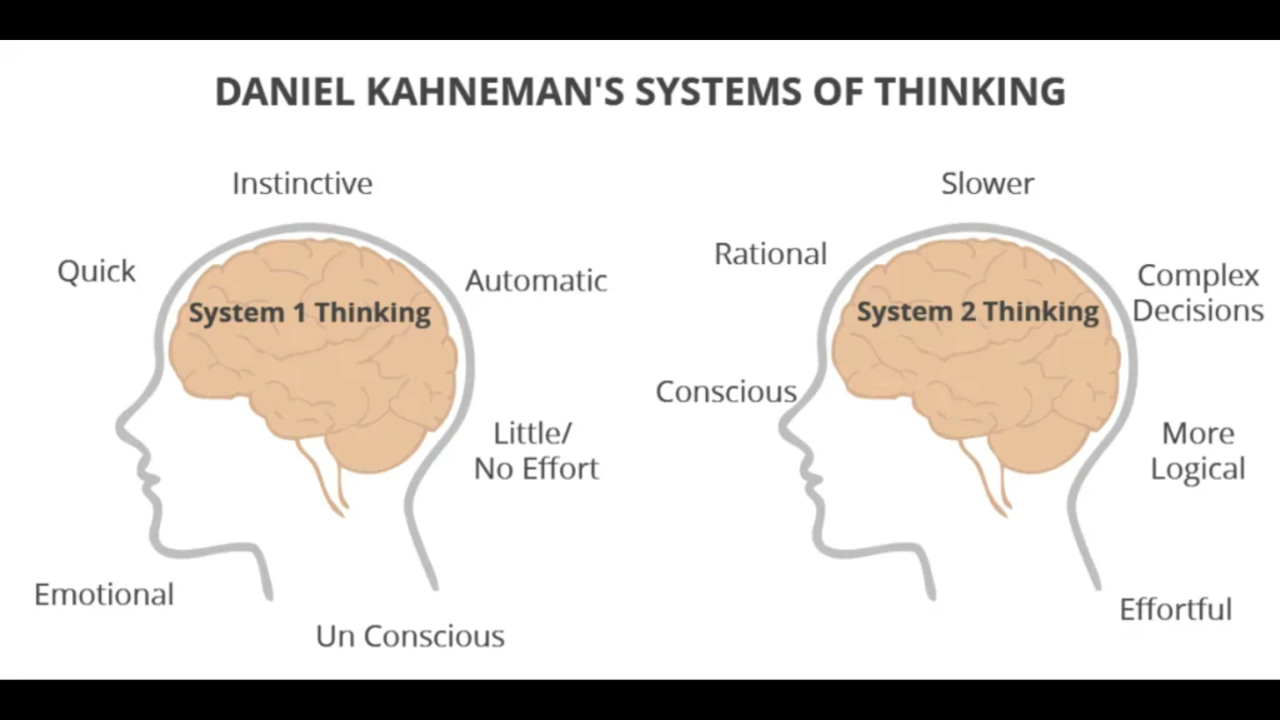 DANIEL KAHNEMAN'S SYSTEMS OF THINKING
Instinctive
Quick
Automatic
System 1 Thinking
Little/
No Effort
Emotional
Un Conscious
Slower
Rational
Complex
Decisions
System 2 Thinking
Conscious
More
Logical
Effortful